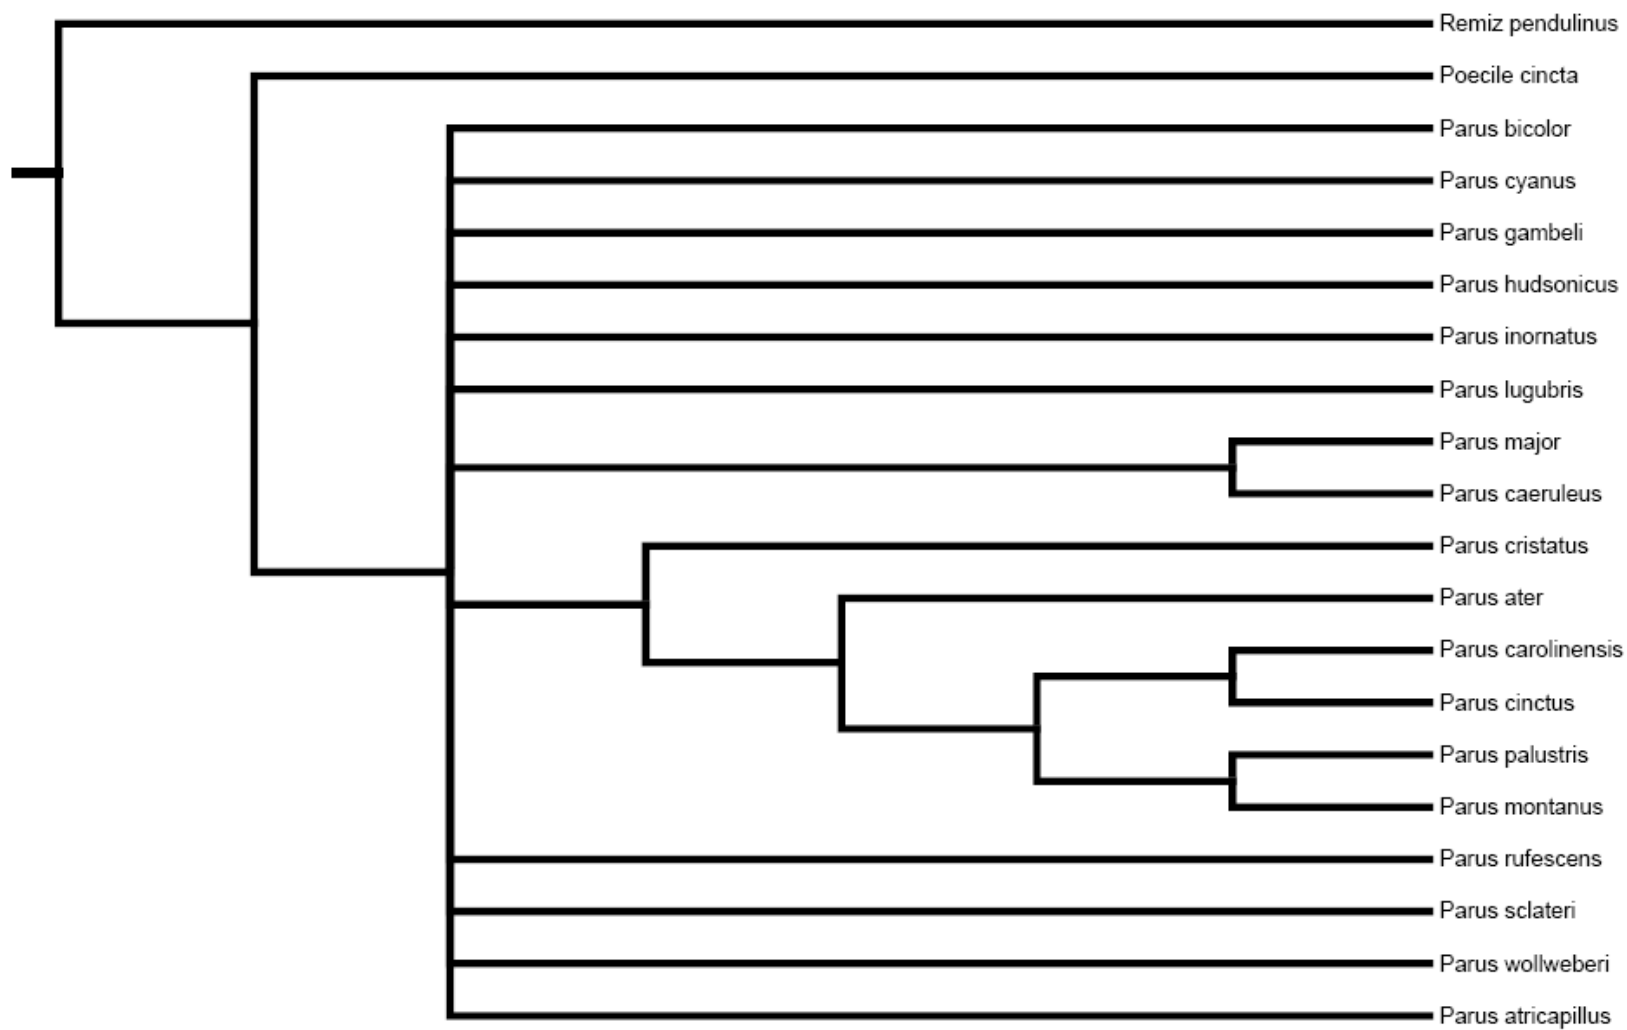 Remiz pendulinus
Poecile cincta
Parus bicolor
Parus cyanus
Parus gambeli
Parus hudsonicus
Parus inornatus
Parus lugubris
Parus major
Parus caeruleus
Parus cristatus
Parus ater
Parus carolinensis
Parus cinctus
Parus palustris
Parus montanus
Parus rufescens
Parus sclateri
Parus wollweberi
Parus atricapillus